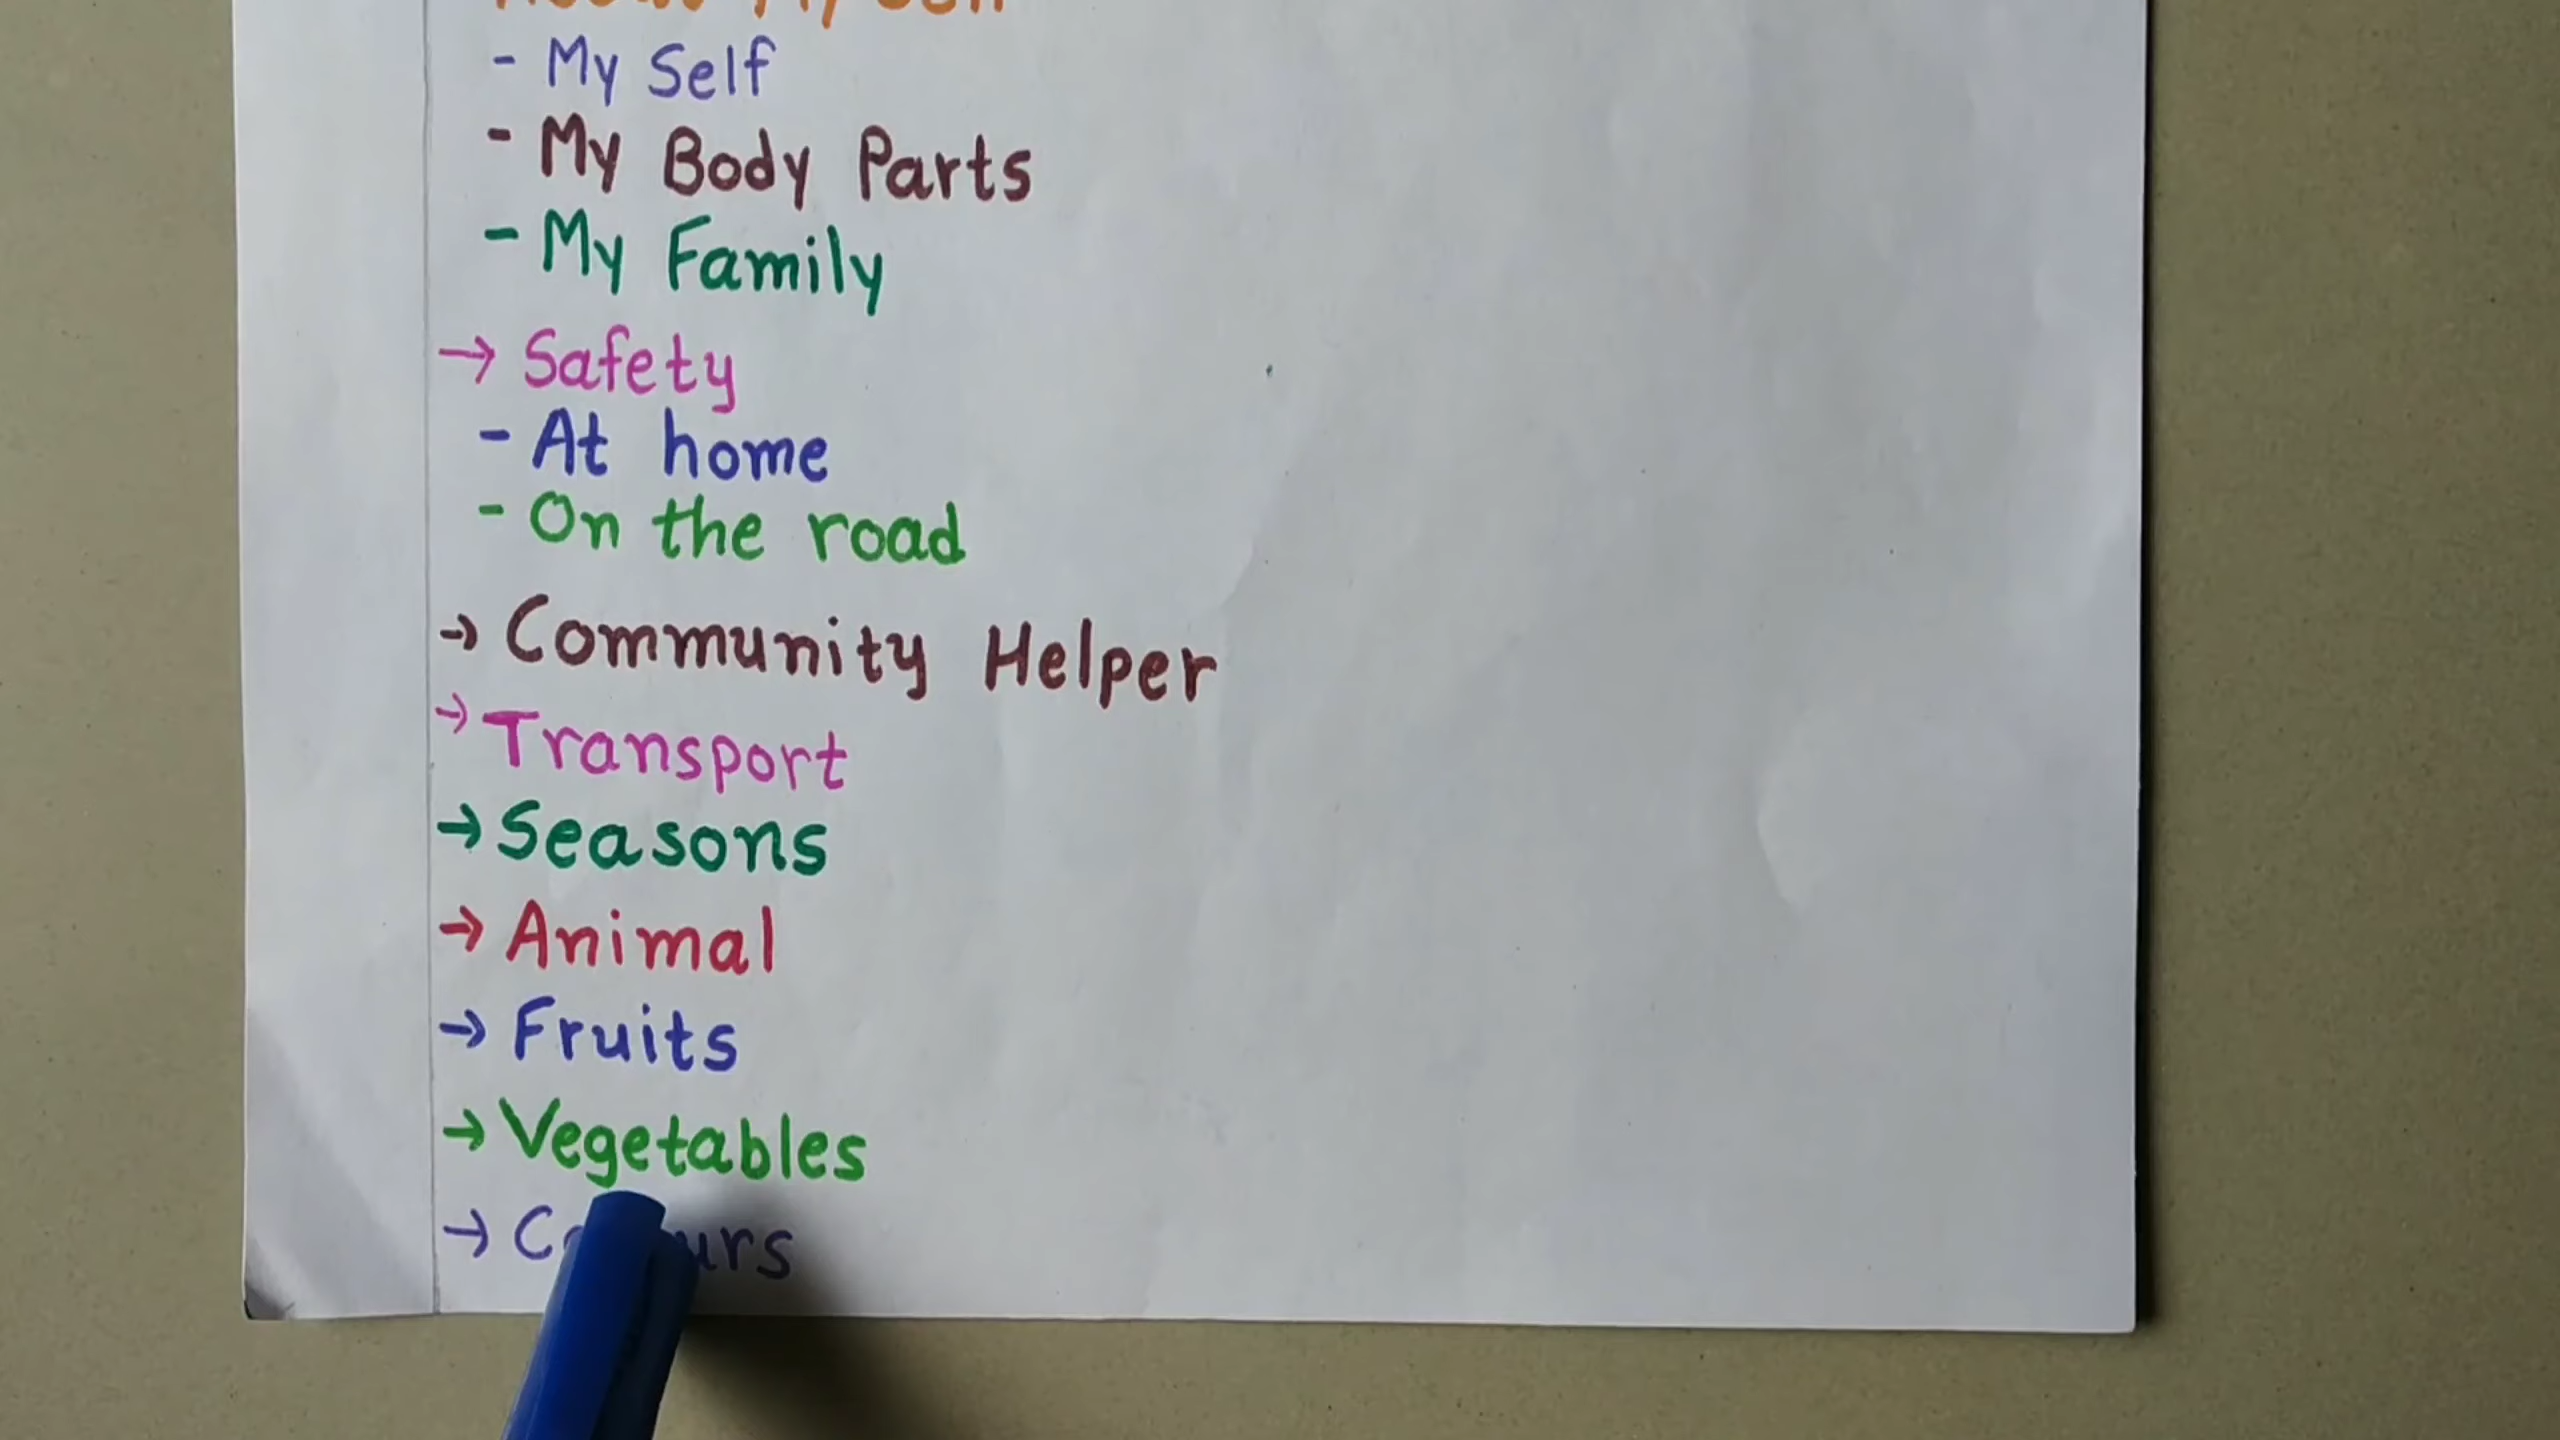 - My Self
- My Body Parts
- My Family
→ Safety
- At home
- On the road
→ Community Helper
→ Transport
→ Seasons
→ Animal
→ Fruits
→ Vegetables
→